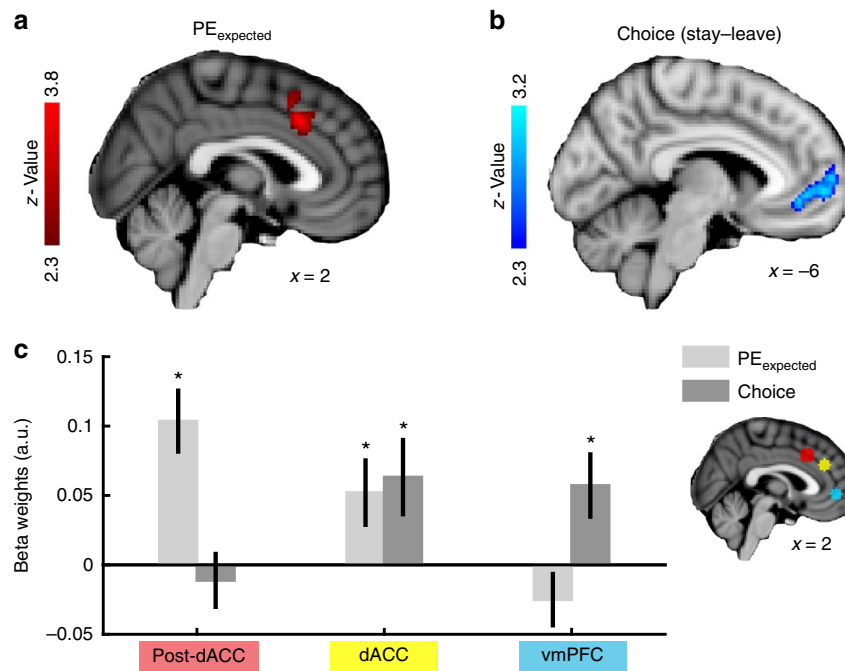 a
PEexpected
3.8
z- Value
2.3
x = 2
b
Choice (stay–leave)
3.2
z- Value
2.3
x = –6
c
Beta weights (a.u.)
0.15
0.1
0.05
0
–0.05
*
* *
*
Post-dACC
dACC
vmPFC
PEexpected
Choice
x = 2